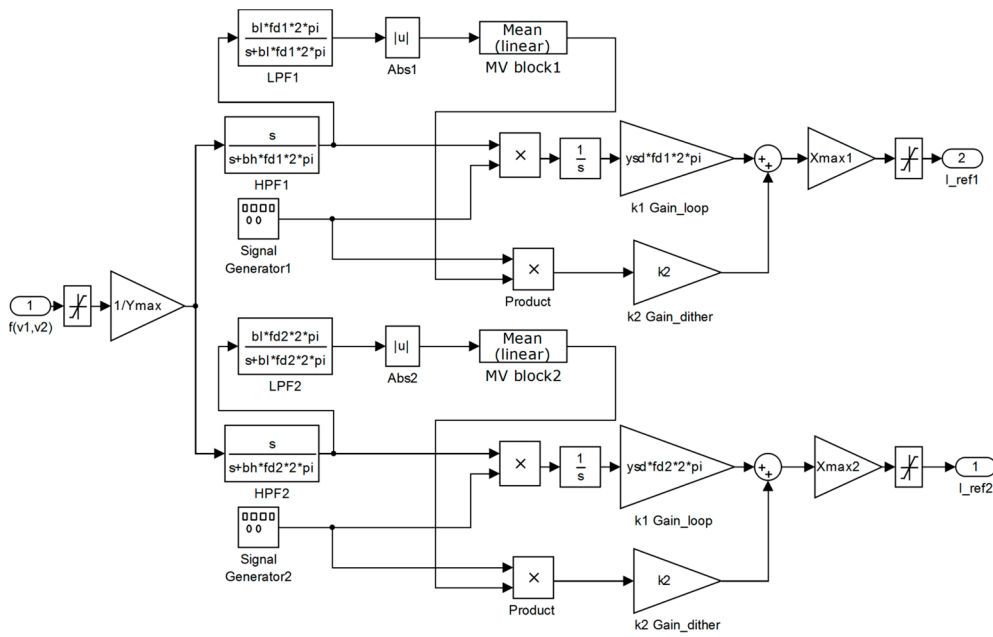 bl*fd1*2*pi
s+bl*fd1*2*pi
LPF1
|u|
Abs1
Mean
(linear)
MV block1
s
s+bh*fd1*2*pi
HPF1
×
1
s
ysd*fd1*2*pi
k1 Gain_loop
+
+
Xmax1
2
I_ref1
Signal
Generator1
×
Product
k2
k2 Gain_dither
1
f(v1,v2)
1/Ymax
bl*fd2*2*pi
s+bl*fd2*2*pi
LPF2
|u|
Abs2
Mean
(linear)
MV block2
s
s+bh*fd2*2*pi
HPF2
×
1
s
ysd*fd2*2*pi
k1 Gain_loop
+
+
Xmax2
1
I_ref2
Signal
Generator2
×
Product
k2
k2 Gain_dither